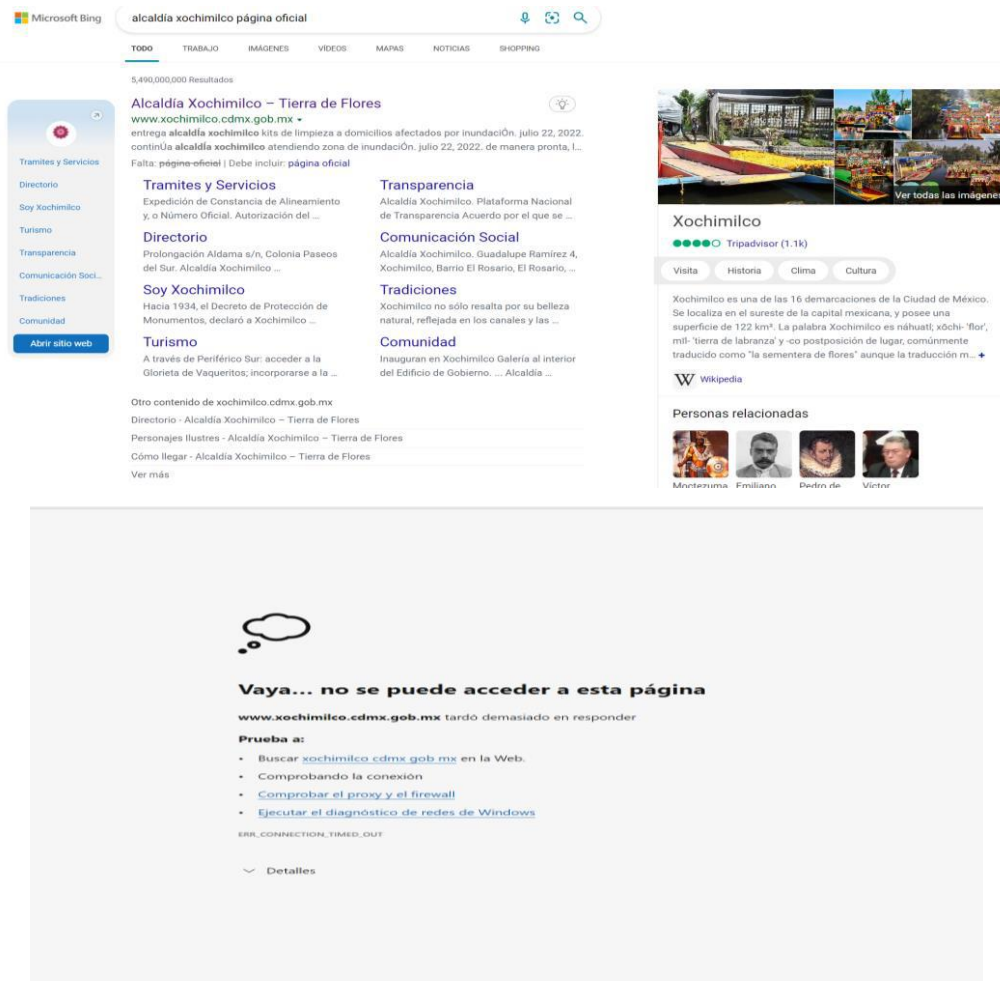 Microsoft Bing
alcaldía xochimilco página oficial
TODO TRABAJO IMÁGENES VÍDEOS MAPAS NOTICIAS SHOPPING
5,490,000,000 Resultados
Tramites y Servicios
Directorio
Soy Xochimilco
Turismo
Transparencia
Comunicación Soci...
Tradiciones
Comunidad
Abrir sitio web
Alcaldía Xochimilco – Tierra de Flores
www.xochimilco.cdmx.gob.mx
entrega alcaldía xochimilco kits de limpieza a domicilios afectados por inundaciÓn. julio 22, 2022.
continÚa alcaldía xochimilco atendiendo zona de inundaciÓn. julio 22, 2022. de manera pronta, l...
Falta: página oficial | Debe incluir: página oficial
Tramites y Servicios
Expedición de Constancia de Alineamiento
y, o Número Oficial. Autorización del ...
Transparencia
Alcaldía Xochimilco. Plataforma Nacional
de Transparencia Acuerdo por el que se ...
Directorio
Prolongación Aldama s/n, Colonia Paseos
del Sur. Alcaldía Xochimilco ...
Comunicación Social
Alcaldía Xochimilco. Guadalupe Ramírez 4,
Xochimilco, Barrio El Rosario, El Rosario, ...
Soy Xochimilco
Hacia 1934, el Decreto de Protección de
Monumentos, declaró a Xochimilco ...
Tradiciones
Xochimilco no sólo resalta por su belleza
natural, reflejada en los canales y las ...
Turismo
A través de Periférico Sur: acceder a la
Glorieta de Vaqueritos; incorporarse a la ...
Comunidad
Inauguran en Xochimilco Galería al interior
del Edificio de Gobierno. ... Alcaldía ...
Otro contenido de xochimilco.cdmx.gob.mx
Directorio - Alcaldía Xochimilco – Tierra de Flores
Personajes Ilustres - Alcaldía Xochimilco – Tierra de Flores
Cómo llegar - Alcaldía Xochimilco – Tierra de Flores
Ver más
Ver todas las imágenes
Xochimilco
Tripadvisor (1.1k)
Visita Historia Clima Cultura
Xochimilco es una de las 16 demarcaciones de la Ciudad de México.
Se localiza en el sureste de la capital mexicana, y posee una
superficie de 122 km². La palabra Xochimilco es náhuatl; xōchi- 'flor',
mīl- 'tierra de labranza' y -co postposición de lugar, comúnmente
traducido como "la sementera de flores" aunque la traducción m... +
W Wikipedia
Personas relacionadas
Moctezuma Emiliano Pedro de Víctor
Vaya... no se puede acceder a esta página
www.xochimilco.cdmx.gob.mx tardó demasiado en responder
Prueba a:
• Buscar xochimilco cdmx gob mx en la Web.
• Comprobando la conexión
• Comprobar el proxy y el firewall
• Ejecutar el diagnóstico de redes de Windows
ERR_CONNECTION_TIMED_OUT
Detalles